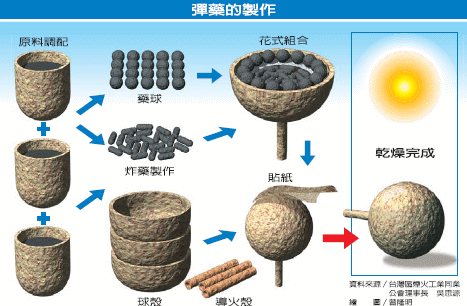 彈藥的製作
原料調配
花式組合
藥球
炸藥製作
貼紙
乾燥完成
球殼
導火殼
資料來源／台灣區煙火工業同業
公會理事長 吳思源
繪 圖／曾隆明